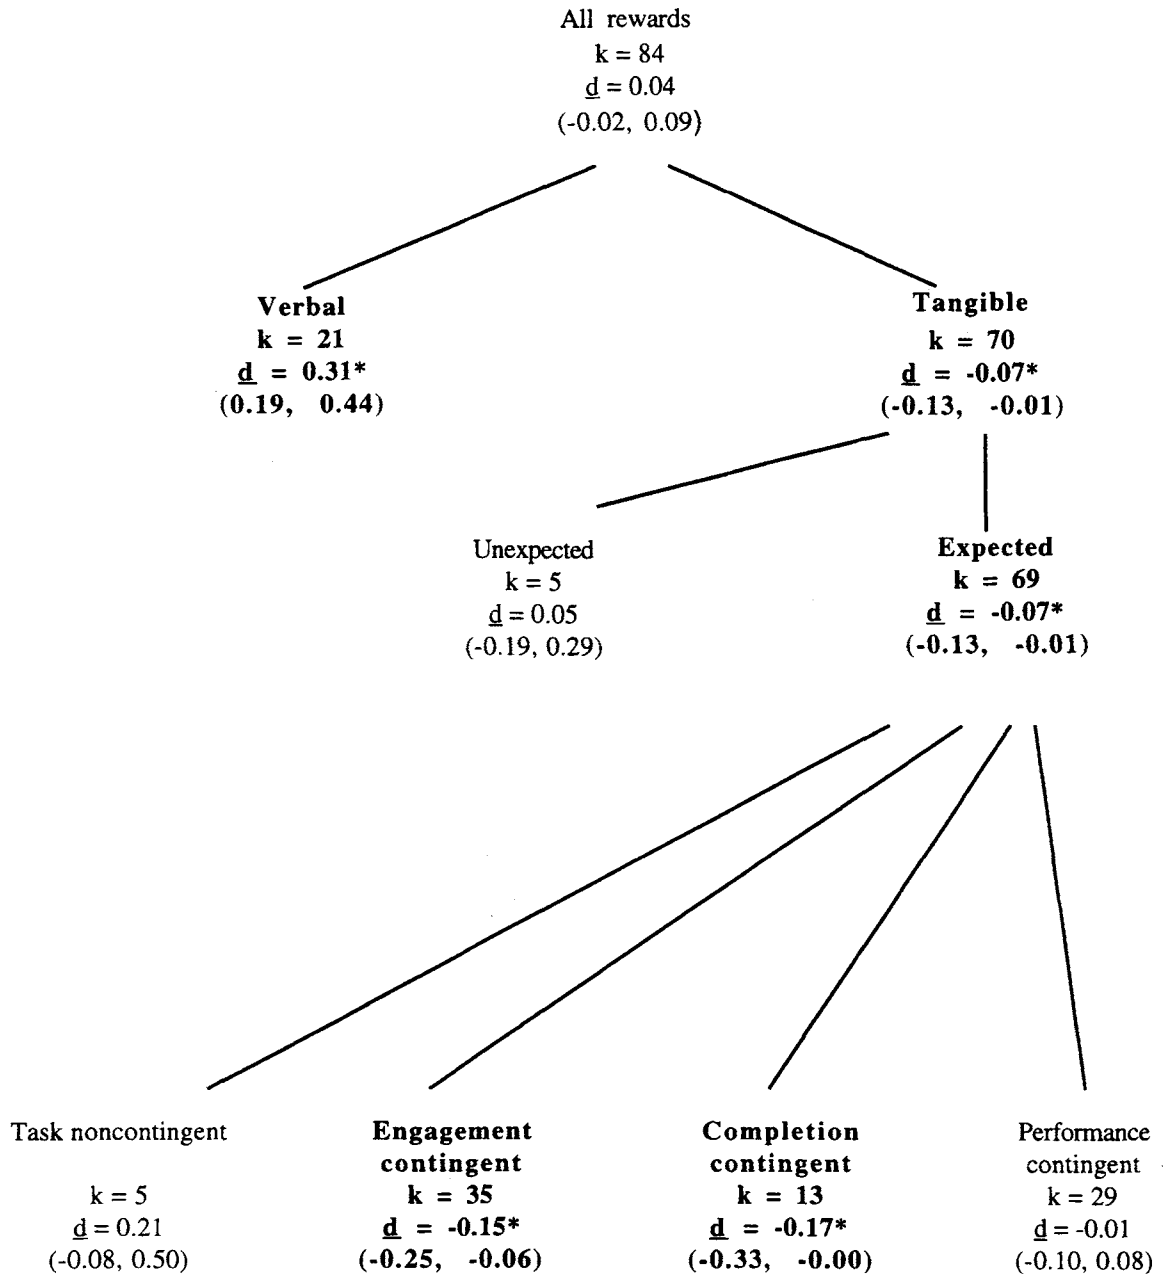 All rewards
k = 84
d = 0.04
(-0.02, 0.09)
Verbal
k = 21
d = 0.31*
(0.19, 0.44)
Tangible
k = 70
d = -0.07*
(-0.13, -0.01)
Unexpected
k = 5
d = 0.05
(-0.19, 0.29)
Expected
k = 69
d = -0.07*
(-0.13, -0.01)
Task noncontingent
k = 5
d = 0.21
(-0.08, 0.50)
Engagement
contingent
k = 35
d = -0.15*
(-0.25, -0.06)
Completion
contingent
k = 13
d = -0.17*
(-0.33, -0.00)
Performance
contingent
k = 29
d = -0.01
(-0.10, 0.08)